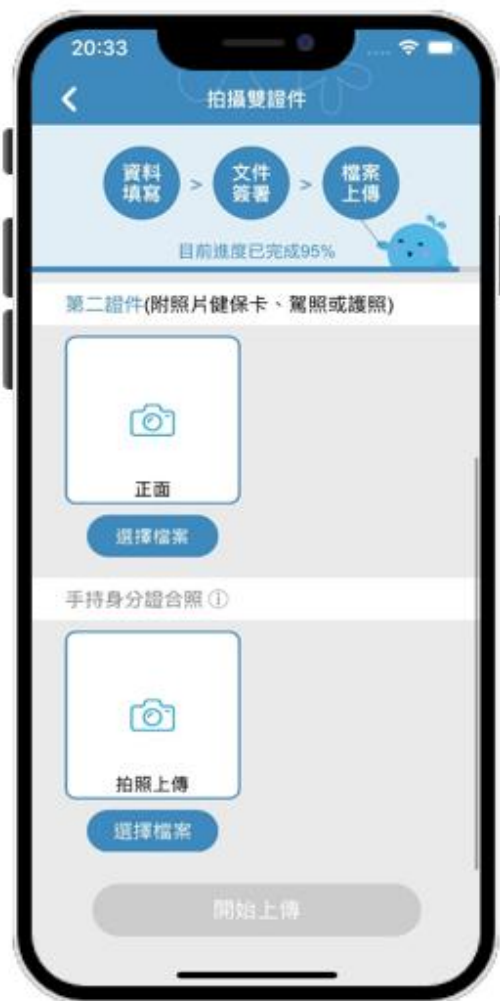 20:33
拍攝雙證件
資料
填寫
>
文件
簽署
>
檔案
上傳
目前進度已完成95%
第二證件(附照片健保卡、駕照或護照)
正面
選擇檔案
手持身分證合照 ⓘ
拍照上傳
選擇檔案
開始上傳